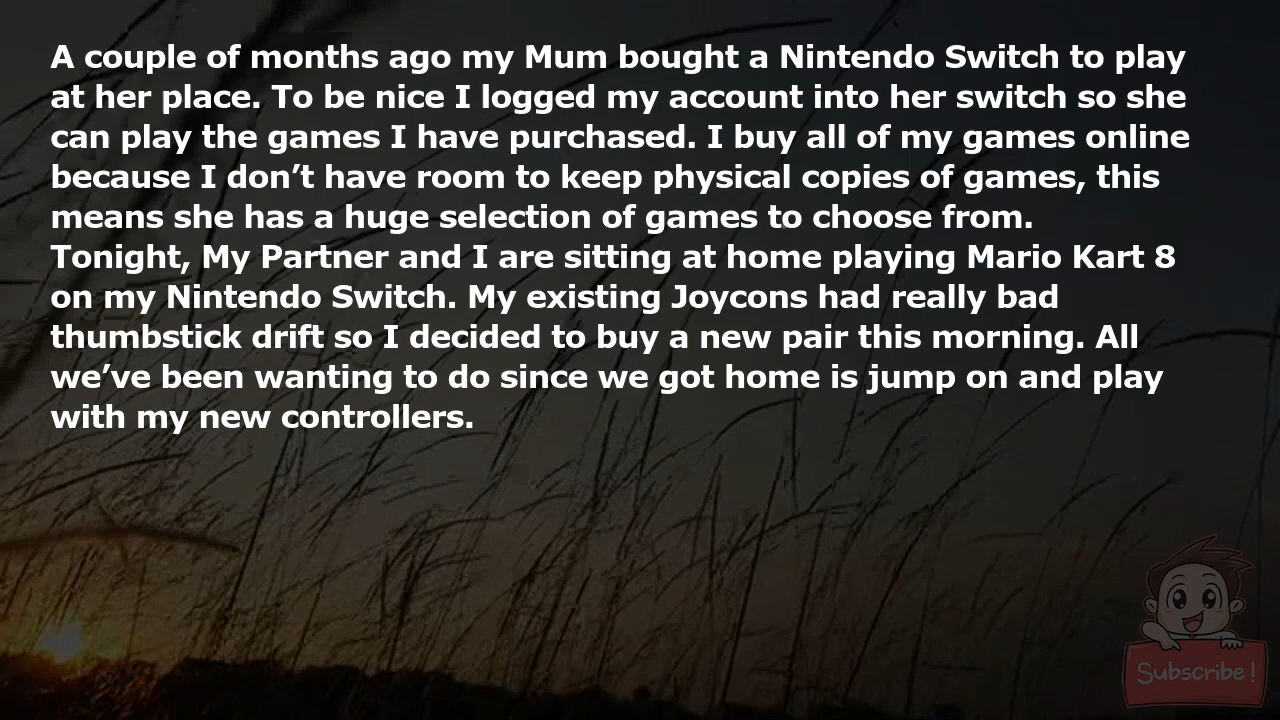 A couple of months ago my Mum bought a Nintendo Switch to play
at her place. To be nice I logged my account into her switch so she
can play the games I have purchased. I buy all of my games online
because I don’t have room to keep physical copies of games, this
means she has a huge selection of games to choose from.
Tonight, My Partner and I are sitting at home playing Mario Kart 8
on my Nintendo Switch. My existing Joycons had really bad
thumbstick drift so I decided to buy a new pair this morning. All
we’ve been wanting to do since we got home is jump on and play
with my new controllers.
Subscribe!